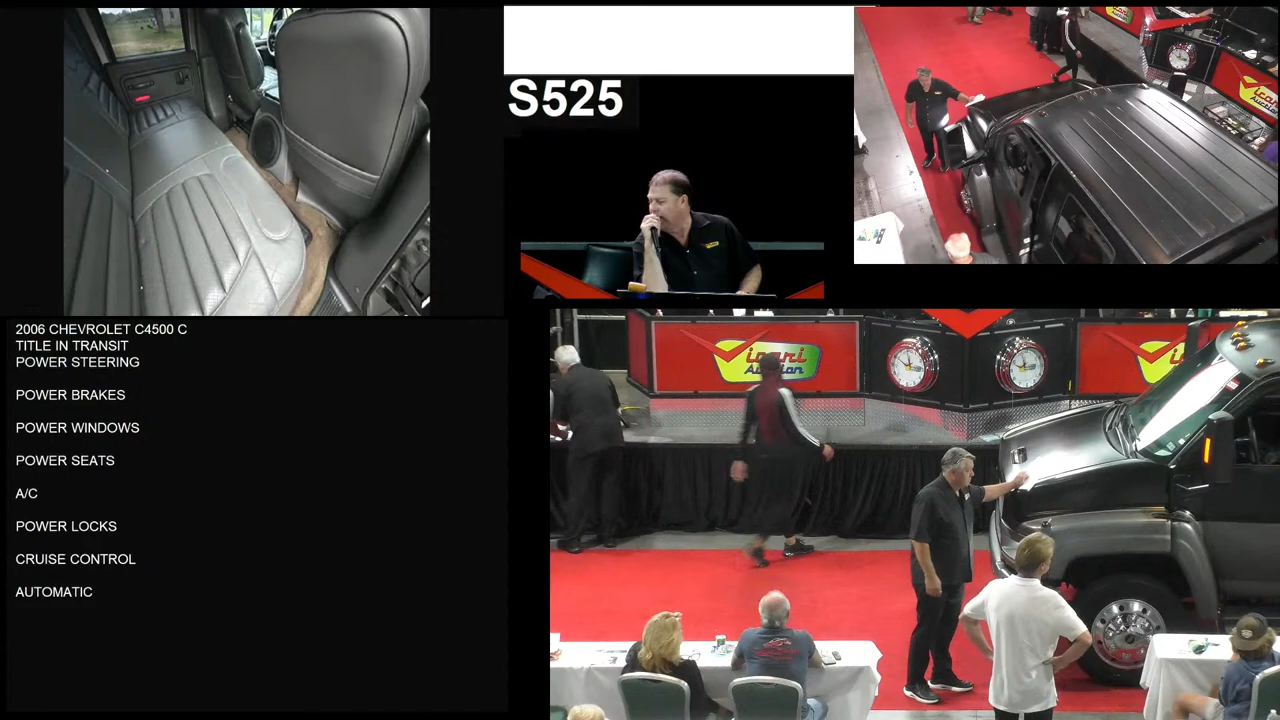 S525
2006 CHEVROLET C4500 C
TITLE IN TRANSIT
POWER STEERING
POWER BRAKES
POWER WINDOWS
POWER SEATS
A/C
POWER LOCKS
CRUISE CONTROL
AUTOMATIC
Vicari
Auction